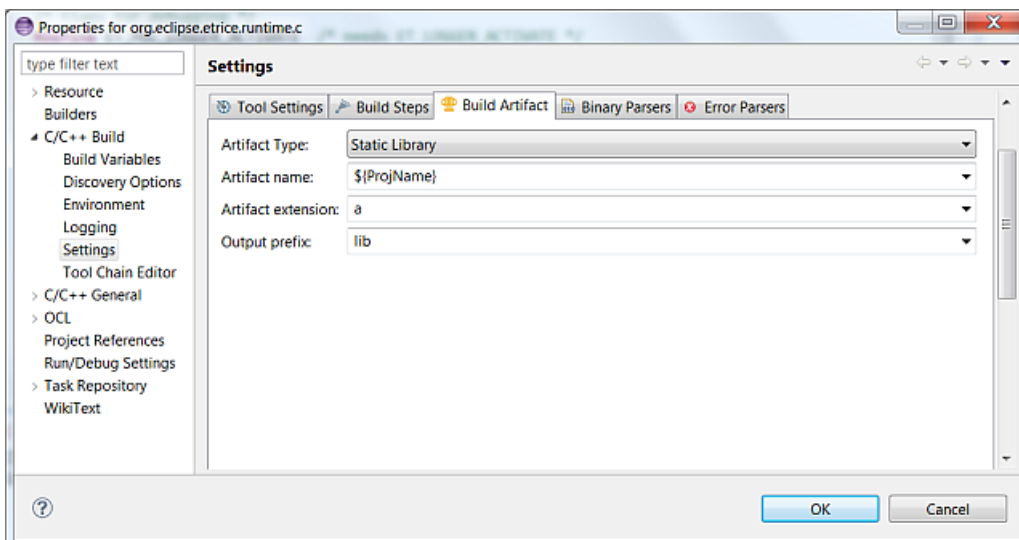 Properties for org.eclipse.etrice.runtime.c
type filter text
Settings
Resource
Builders
C/C++ Build
Build Variables
Discovery Options
Environment
Logging
Settings
Tool Chain Editor
C/C++ General
OCL
Project References
Run/Debug Settings
Task Repository
WikiText
Tool Settings Build Steps Build Artifact Binary Parsers Error Parsers
Artifact Type: Static Library
Artifact name: ${ProjName}
Artifact extension: a
Output prefix: lib
OK Cancel